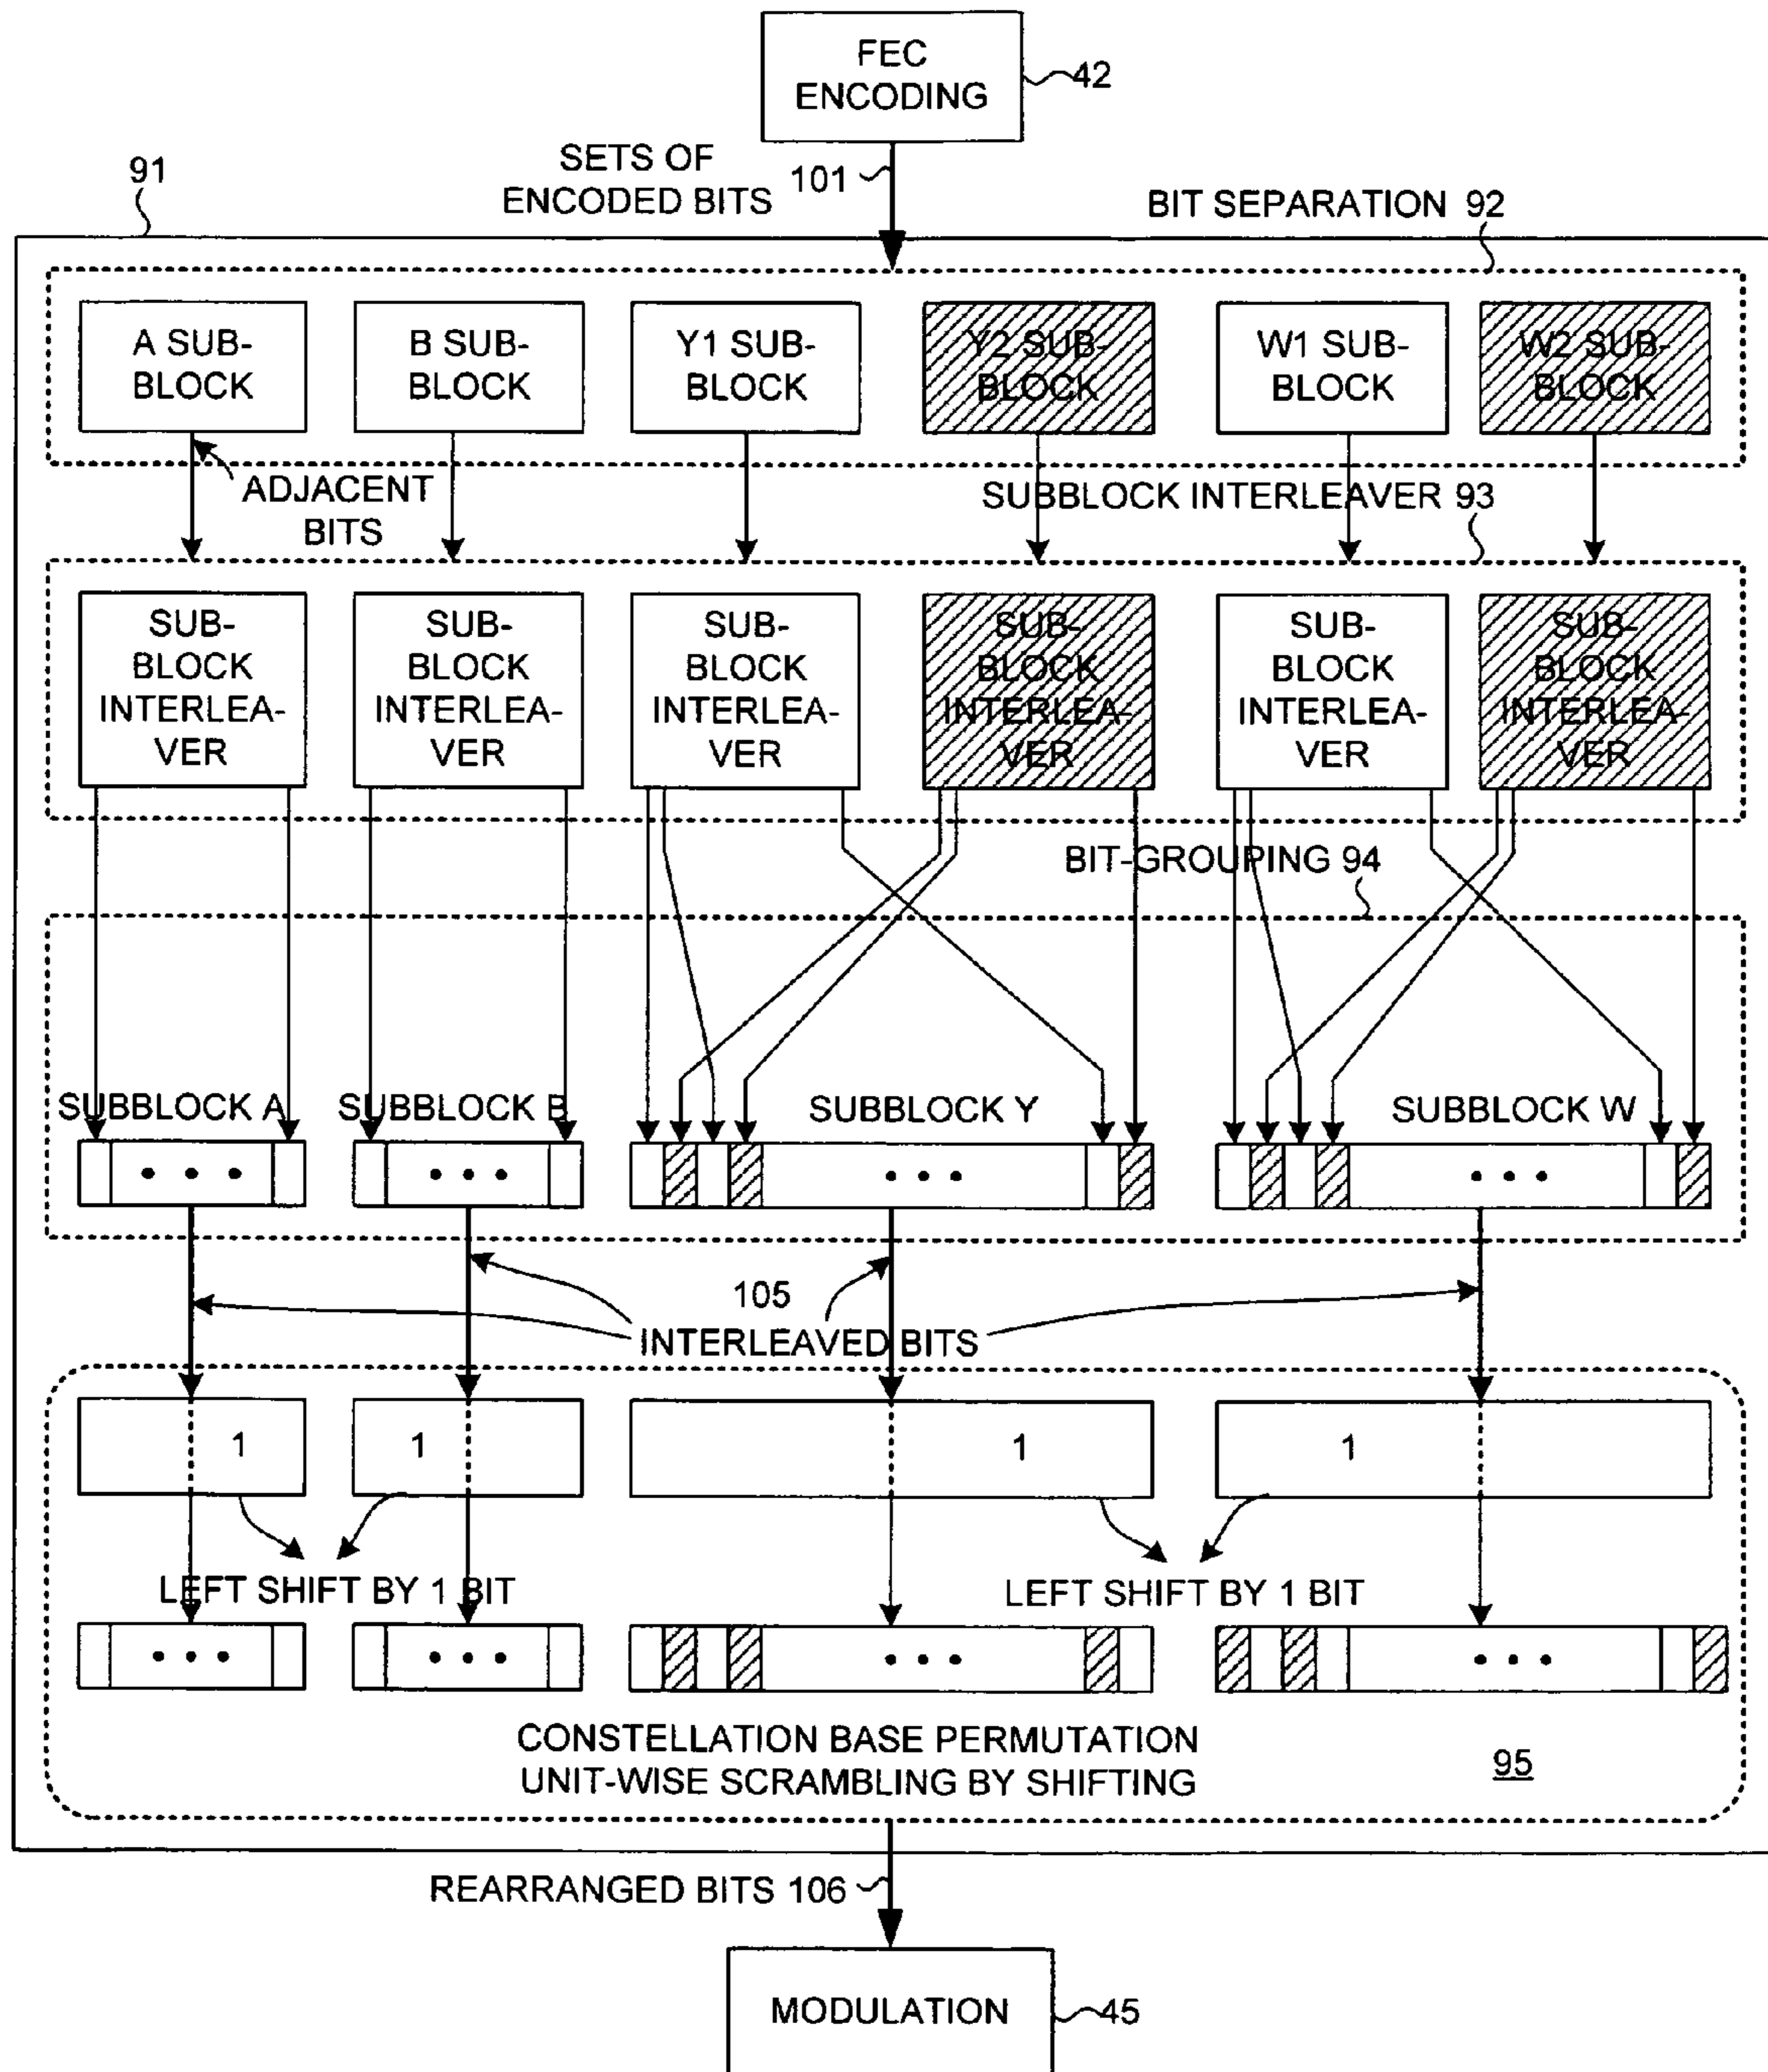 FEC
ENCODING
42
SETS OF
ENCODED BITS
101
91
BIT SEPARATION 92
A SUB-
BLOCK
B SUB-
BLOCK
Y1 SUB-
BLOCK
Y2 SUB-
BLOCK
W1 SUB-
BLOCK
W2 SUB-
BLOCK
ADJACENT
BITS
SUBBLOCK INTERLEAVER 93
SUB-
BLOCK
INTERLEA-
VER
SUB-
BLOCK
INTERLEA-
VER
SUB-
BLOCK
INTERLEA-
VER
SUB-
BLOCK
INTERLEA-
VER
SUB-
BLOCK
INTERLEA-
VER
SUB-
BLOCK
INTERLEA-
VER
BIT-GROUPING 94
SUBBLOCK A
SUBBLOCK B
SUBBLOCK Y
SUBBLOCK W
105
INTERLEAVED BITS
1
1
1
1
LEFT SHIFT BY 1 BIT
LEFT SHIFT BY 1 BIT
CONSTELLATION BASE PERMUTATION
UNIT-WISE SCRAMBLING BY SHIFTING
95
REARRANGED BITS 106
MODULATION
45